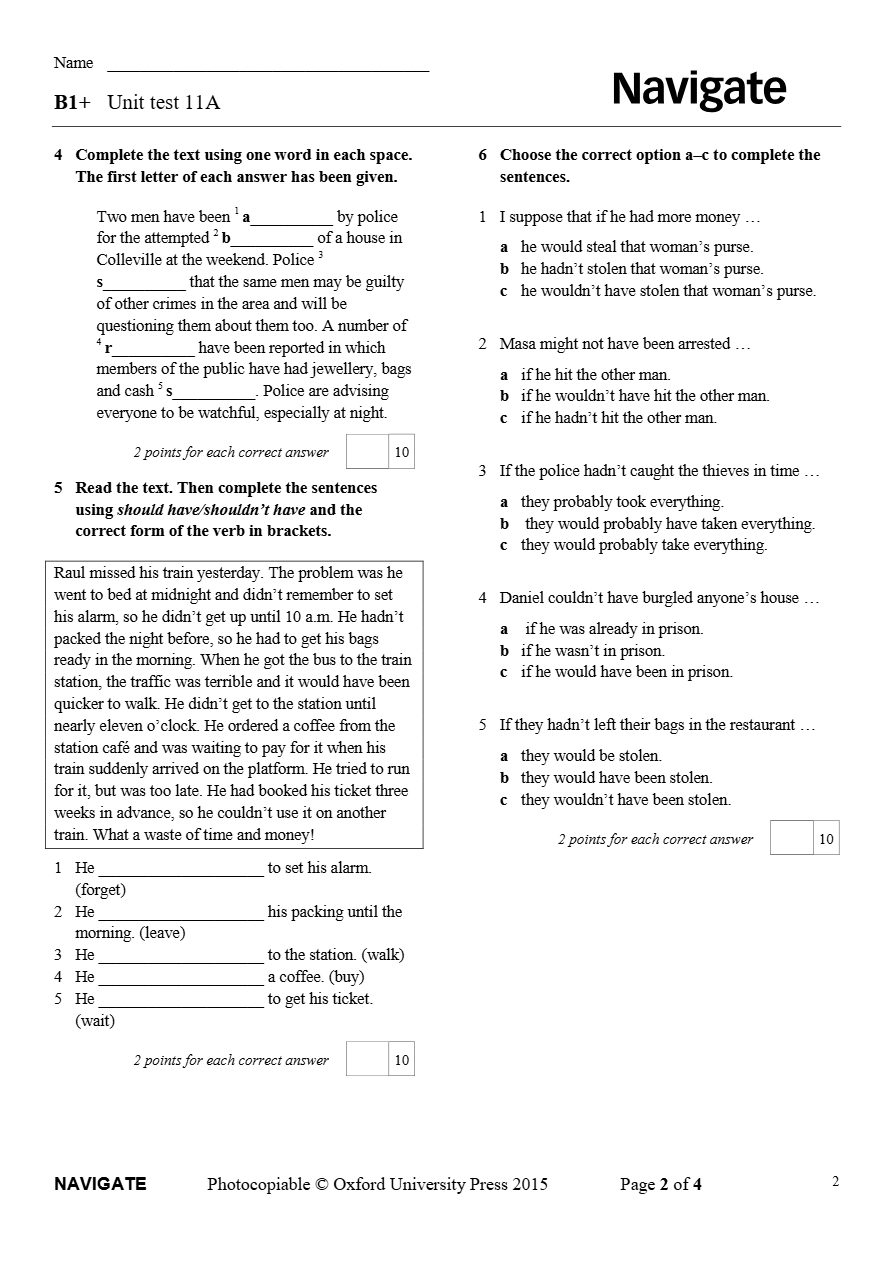 Name ______________________________________
Navigate
B1+ Unit test 11A
4 Complete the text using one word in each space.
The first letter of each answer has been given.
Two men have been 1 a__________ by police
for the attempted 2 b__________ of a house in
Colleville at the weekend. Police 3
s__________ that the same men may be guilty
of other crimes in the area and will be
questioning them about them too. A number of
4 r__________ have been reported in which
members of the public have had jewellery, bags
and cash 5 s__________. Police are advising
everyone to be watchful, especially at night.
2 points for each correct answer 10
5 Read the text. Then complete the sentences
using should have/shouldn’t have and the
correct form of the verb in brackets.
Raul missed his train yesterday. The problem was he
went to bed at midnight and didn’t remember to set
his alarm, so he didn’t get up until 10 a.m. He hadn’t
packed the night before, so he had to get his bags
ready in the morning. When he got the bus to the train
station, the traffic was terrible and it would have been
quicker to walk. He didn’t get to the station until
nearly eleven o’clock. He ordered a coffee from the
station café and was waiting to pay for it when his
train suddenly arrived on the platform. He tried to run
for it, but was too late. He had booked his ticket three
weeks in advance, so he couldn’t use it on another
train. What a waste of time and money!
1 He ____________________ to set his alarm.
(forget)
2 He ____________________ his packing until the
morning. (leave)
3 He ____________________ to the station. (walk)
4 He ____________________ a coffee. (buy)
5 He ____________________ to get his ticket.
(wait)
2 points for each correct answer 10
6 Choose the correct option a–c to complete the
sentences.
1 I suppose that if he had more money …
a he would steal that woman’s purse.
b he hadn’t stolen that woman’s purse.
c he wouldn’t have stolen that woman’s purse.
2 Masa might not have been arrested …
a if he hit the other man.
b if he wouldn’t have hit the other man.
c if he hadn’t hit the other man.
3 If the police hadn’t caught the thieves in time …
a they probably took everything.
b they would probably have taken everything.
c they would probably take everything.
4 Daniel couldn’t have burgled anyone’s house …
a if he was already in prison.
b if he wasn’t in prison.
c if he would have been in prison.
5 If they hadn’t left their bags in the restaurant …
a they would be stolen.
b they would have been stolen.
c they wouldn’t have been stolen.
2 points for each correct answer 10
NAVIGATE Photocopiable © Oxford University Press 2015 Page 2 of 4 2